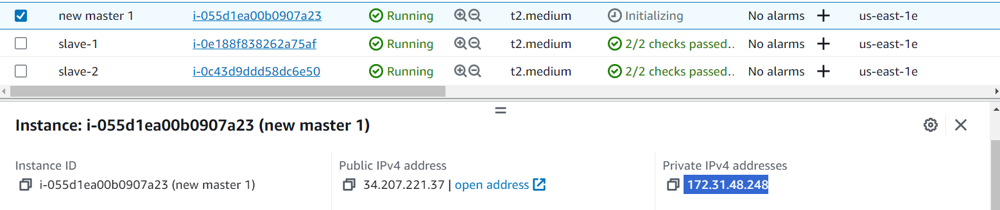 new master 1 i-055d1ea00b0907a23 Running t2.medium Initializing No alarms + us-east-1e
slave-1 i-0e188f838262a75af Running t2.medium 2/2 checks passed.. No alarms + us-east-1e
slave-2 i-0c43d9ddd58dc6e50 Running t2.medium 2/2 checks passed.. No alarms + us-east-1e
Instance: i-055d1ea00b0907a23 (new master 1)
Instance ID Public IPv4 address Private IPv4 addresses
i-055d1ea00b0907a23 (new master 1) 34.207.221.37 | open address 172.31.48.248